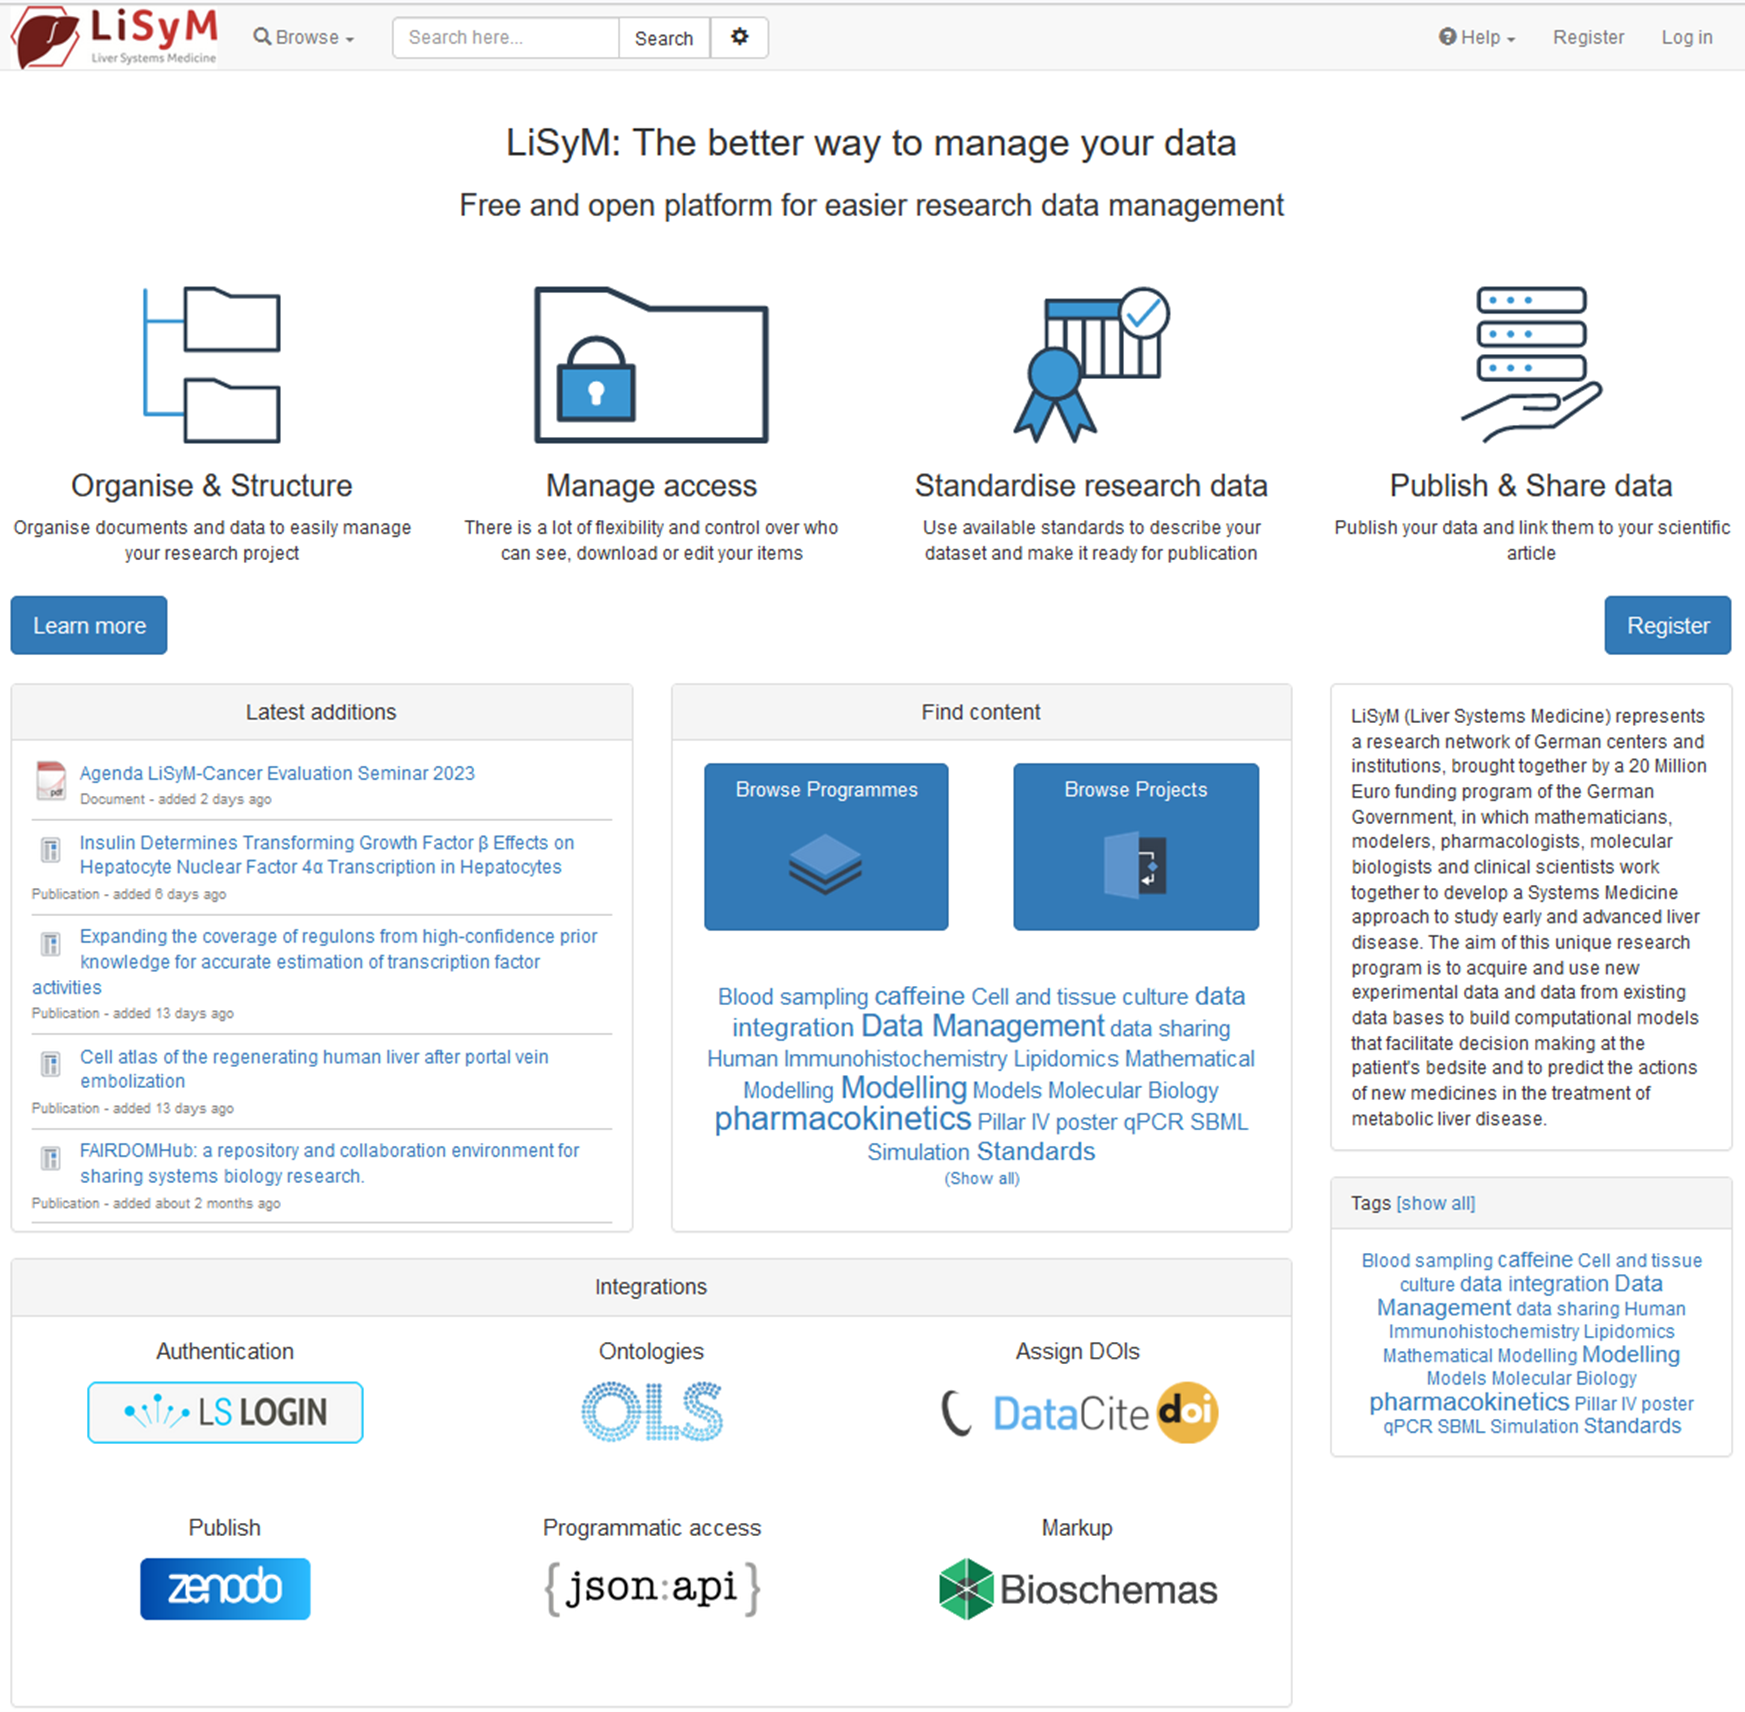 LiSyM
Liver Systems Medicine
Browse
Search here...
Search
Help
Register
Log in
LiSyM: The better way to manage your data
Free and open platform for easier research data management
Organise & Structure
Organise documents and data to easily manage
your research project
Manage access
There is a lot of flexibility and control over who
can see, download or edit your items
Standardise research data
Use available standards to describe your
dataset and make it ready for publication
Publish & Share data
Publish your data and link them to your scientific
article
Learn more
Register
Latest additions
pdf
Agenda LiSyM-Cancer Evaluation Seminar 2023
Document - added 2 days ago
Insulin Determines Transforming Growth Factor β Effects on
Hepatocyte Nuclear Factor 4α Transcription in Hepatocytes
Publication - added 6 days ago
Expanding the coverage of regulons from high-confidence prior
knowledge for accurate estimation of transcription factor
activities
Publication - added 13 days ago
Cell atlas of the regenerating human liver after portal vein
embolization
Publication - added 13 days ago
FAIRDOMHub: a repository and collaboration environment for
sharing systems biology research.
Publication - added about 2 months ago
Find content
Browse Programmes
Browse Projects
Blood sampling caffeine Cell and tissue culture data
integration Data Management data sharing
Human Immunohistochemistry Lipidomics Mathematical
Modelling Modelling Models Molecular Biology
pharmacokinetics Pillar IV poster qPCR SBML
Simulation Standards
(Show all)
LiSyM (Liver Systems Medicine) represents
a research network of German centers and
institutions, brought together by a 20 Million
Euro funding program of the German
Government, in which mathematicians,
modelers, pharmacologists, molecular
biologists and clinical scientists work
together to develop a Systems Medicine
approach to study early and advanced liver
disease. The aim of this unique research
program is to acquire and use new
experimental data and data from existing
data bases to build computational models
that facilitate decision making at the
patient's bedsite and to predict the actions
of new medicines in the treatment of
metabolic liver disease.
Tags [show all]
Blood sampling caffeine Cell and tissue
culture data integration Data
Management data sharing Human
Immunohistochemistry Lipidomics
Mathematical Modelling Modelling
Models Molecular Biology
pharmacokinetics Pillar IV poster
qPCR SBML Simulation Standards
Integrations
Authentication
LS LOGIN
Ontologies
OLS
Assign DOIs
DataCite doi
Publish
zenodo
Programmatic access
{json:api}
Markup
Bioschemas